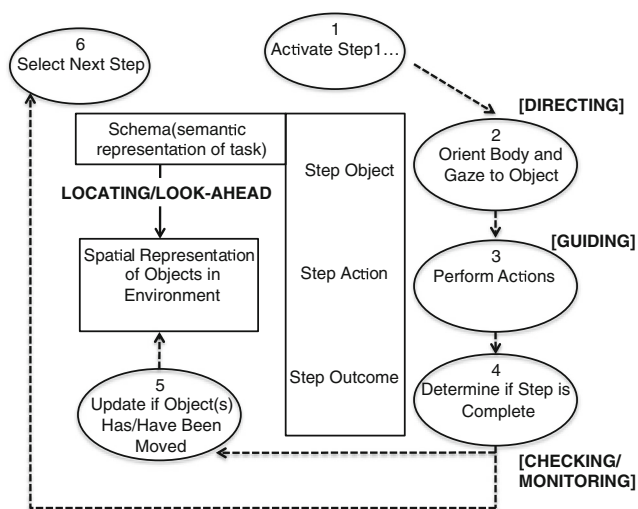 6
Select Next Step
1
Activate Step1…
[DIRECTING]
Schema(semantic
representation of task)
2
Orient Body and
Gaze to Object
Step Object
LOCATING/LOOK-AHEAD
[GUIDING]
Spatial Representation
of Objects in
Environment
Step Action
3
Perform Actions
Step Outcome
4
Determine if Step is
Complete
5
Update if Object(s)
Has/Have Been
Moved
[CHECKING/
MONITORING]